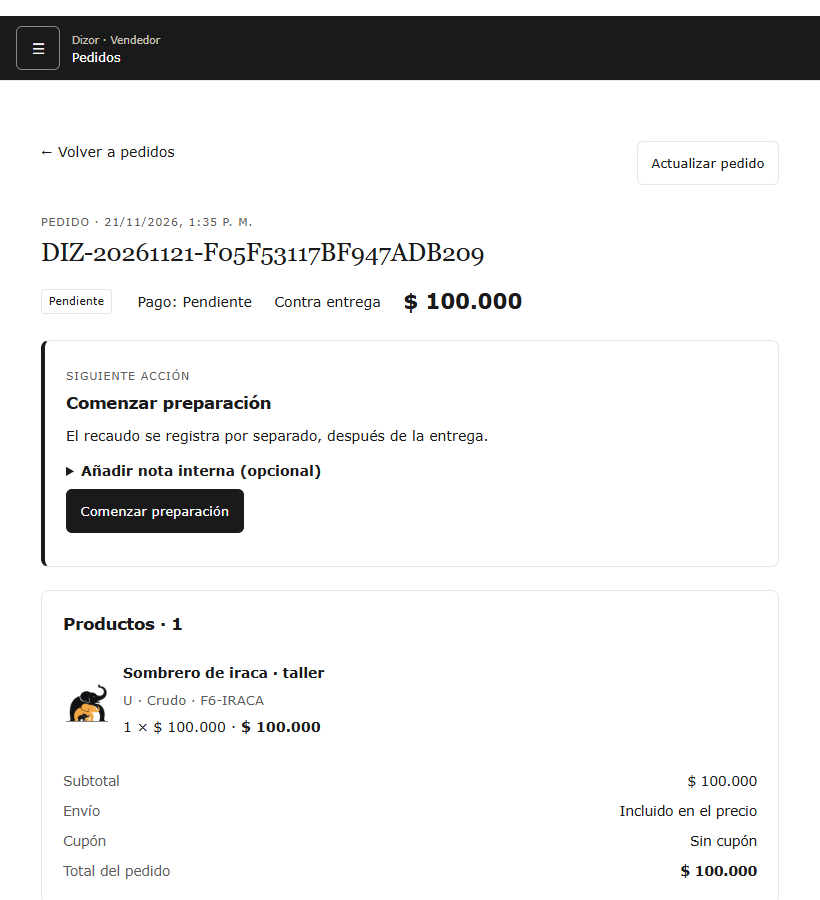 ☰
Dizor · Vendedor
Pedidos
← Volver a pedidos
Actualizar pedido
PEDIDO · 21/11/2026, 1:35 P. M.
DIZ-20261121-F05F53117BF947ADB209
Pendiente Pago: Pendiente Contra entrega $ 100.000
SIGUIENTE ACCIÓN
Comenzar preparación
El recaudo se registra por separado, después de la entrega.
▶ Añadir nota interna (opcional)
Comenzar preparación
Productos · 1
Sombrero de iraca · taller
U · Crudo · F6-IRACA
1 × $ 100.000 · $ 100.000
Subtotal $ 100.000
Envío Incluido en el precio
Cupón Sin cupón
Total del pedido $ 100.000